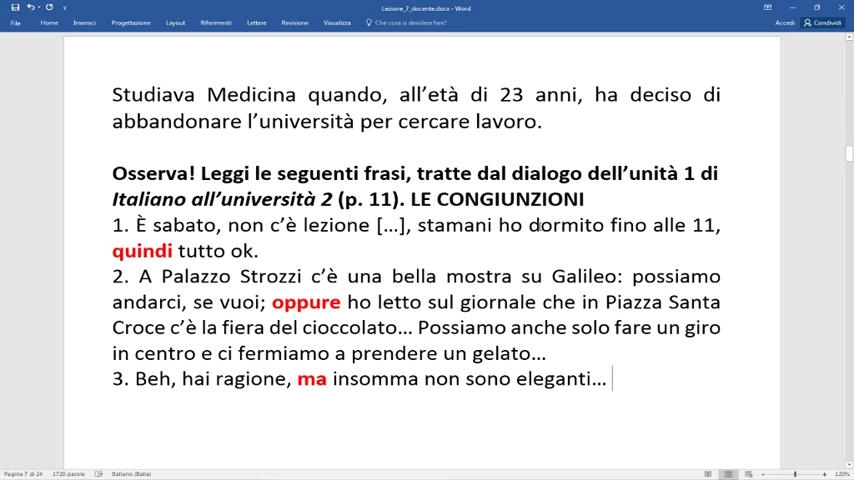 Lezione_7_docente.docx - Word
File Home Inserisci Progettazione Layout Riferimenti Lettere Revisione Visualizza Che cosa si desidera fare? Accedi Condividi
Studiava Medicina quando, all'età di 23 anni, ha deciso di
abbandonare l'università per cercare lavoro.
Osserva! Leggi le seguenti frasi, tratte dal dialogo dell'unità 1 di
Italiano all'università 2 (p. 11). LE CONGIUNZIONI
1. È sabato, non c'è lezione […], stamani ho dormito fino alle 11,
quindi tutto ok.
2. A Palazzo Strozzi c'è una bella mostra su Galileo: possiamo
andarci, se vuoi; oppure ho letto sul giornale che in Piazza Santa
Croce c'è la fiera del cioccolato… Possiamo anche solo fare un giro
in centro e ci fermiamo a prendere un gelato…
3. Beh, hai ragione, ma insomma non sono eleganti…
Pagina 7 di 24 1720 parole Italiano (Italia) 120%